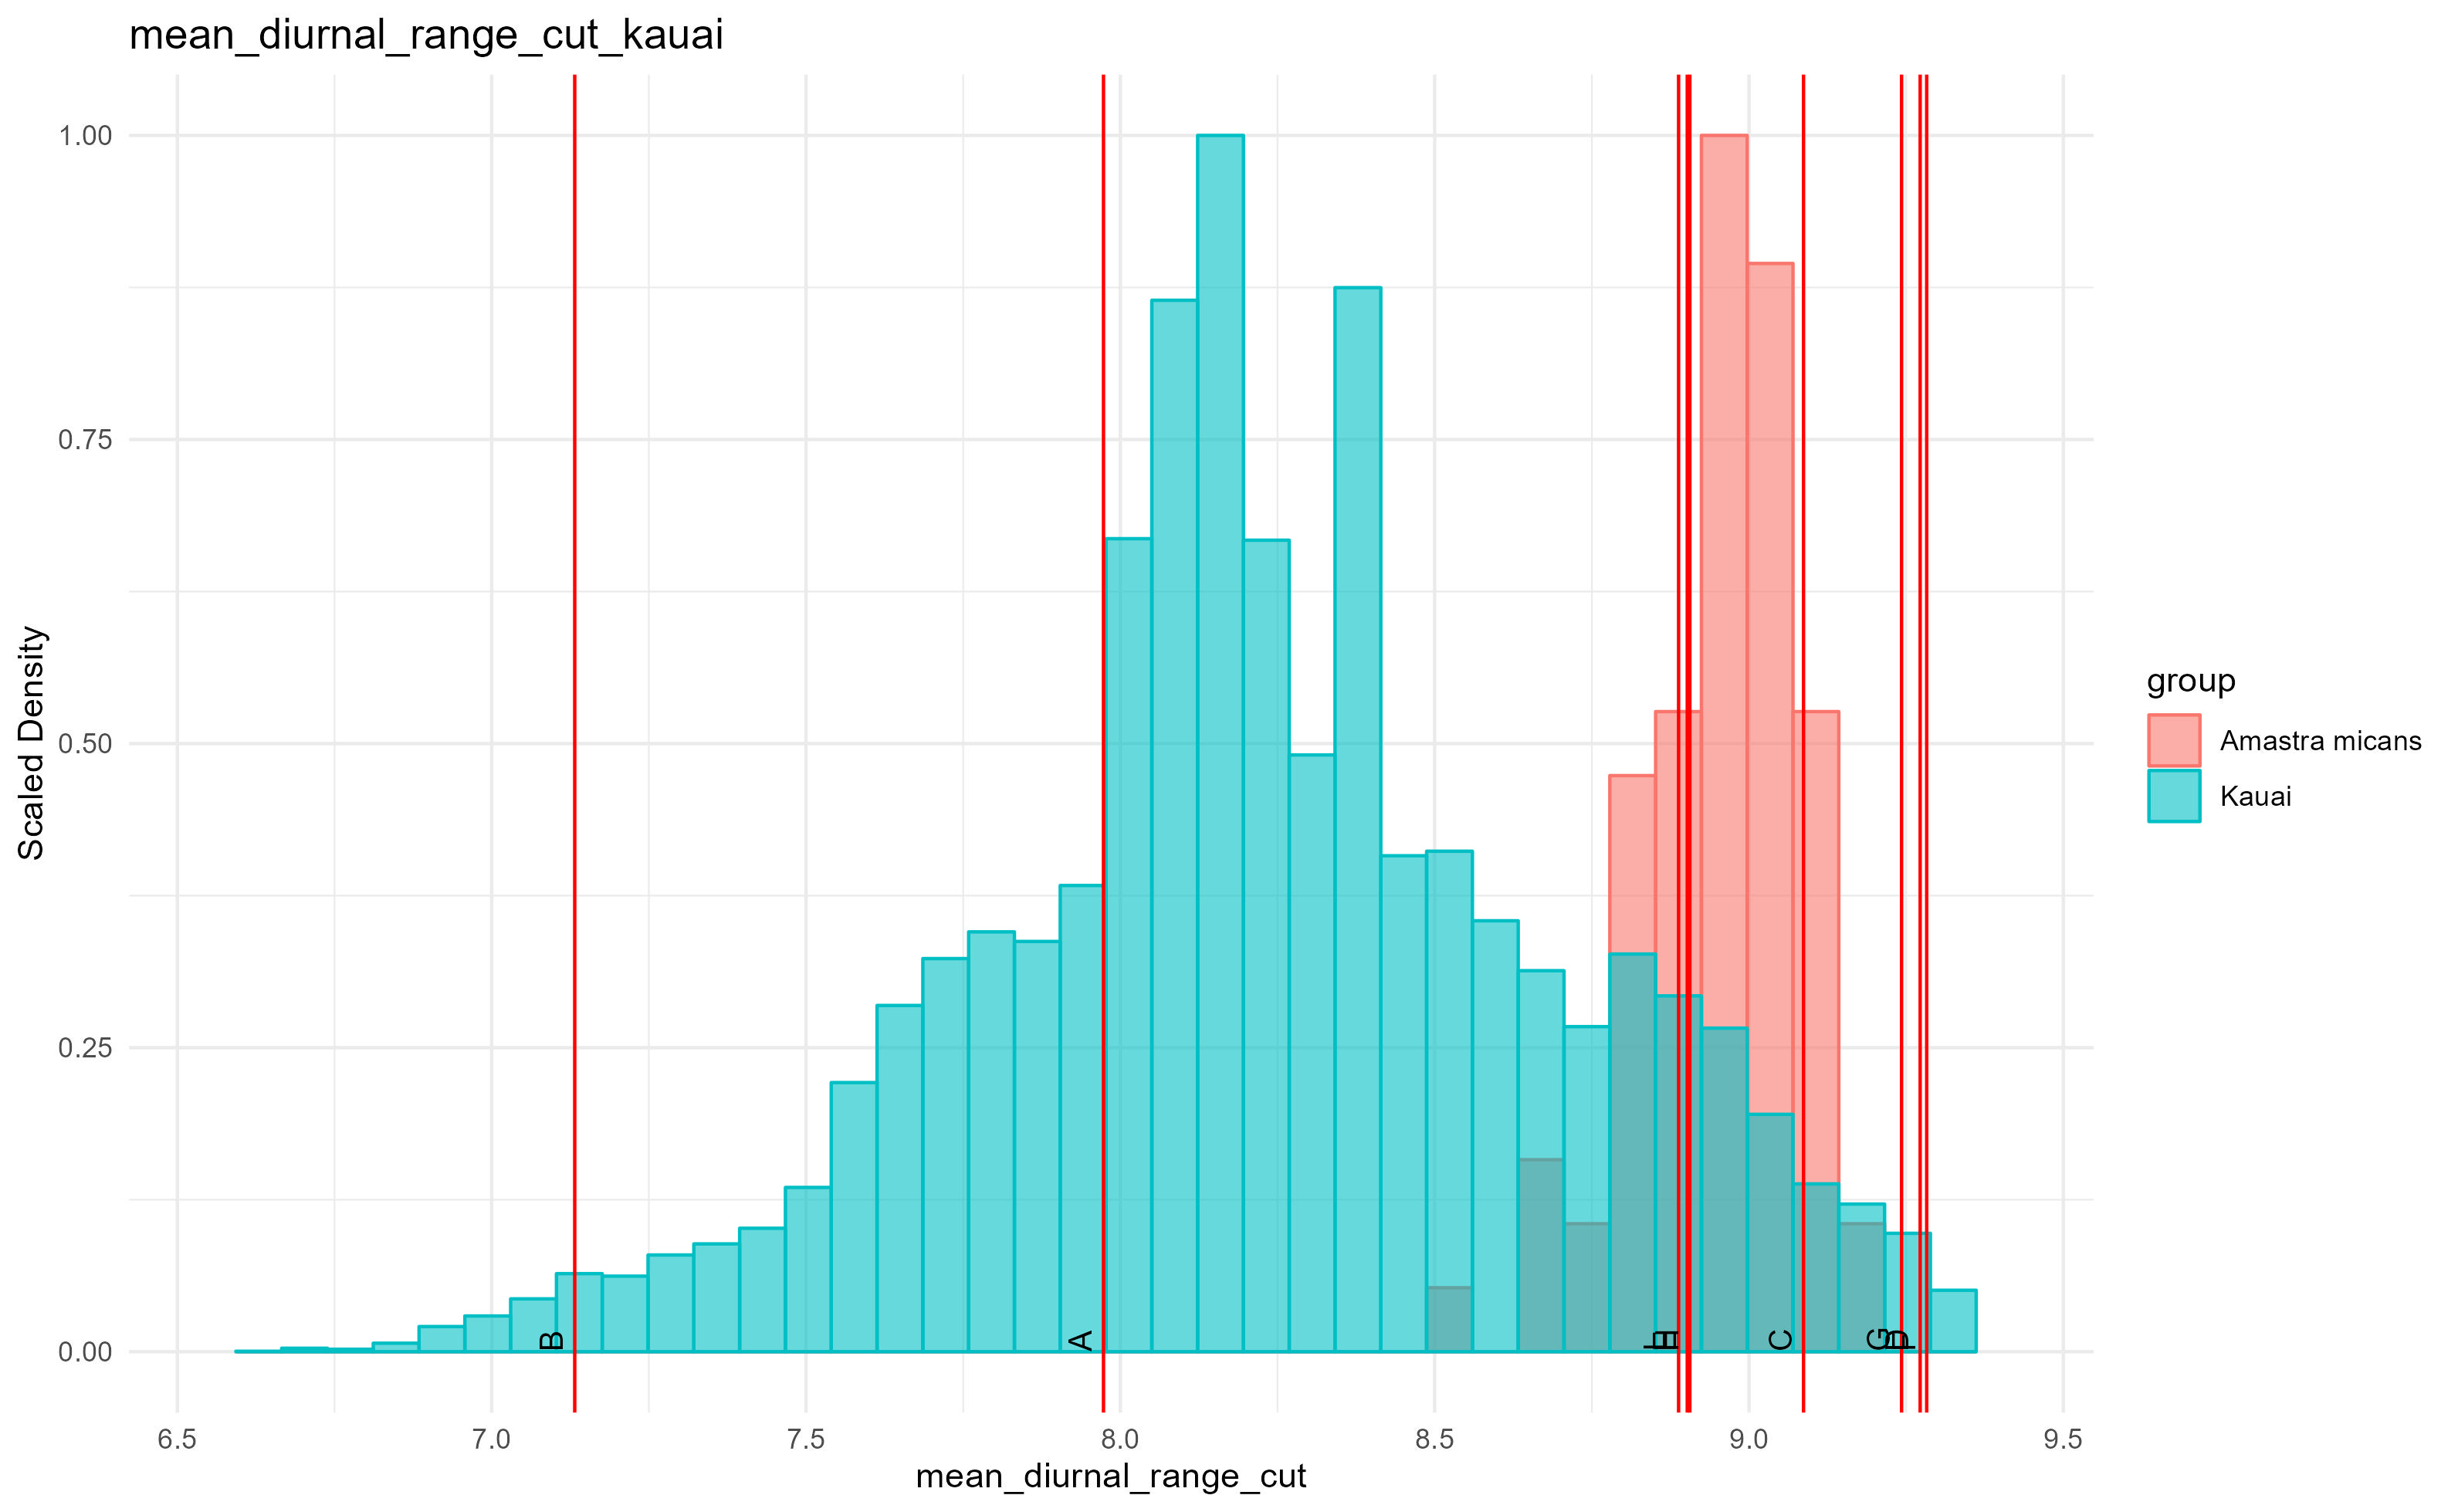 mean_diurnal_range_cut_kauai
1.00
0.75
0.50
0.25
0.00
Scaled Density
B
A
C
G
6.5
7.0
7.5
8.0
8.5
9.0
9.5
mean_diurnal_range_cut
group
Amastra micans
Kauai